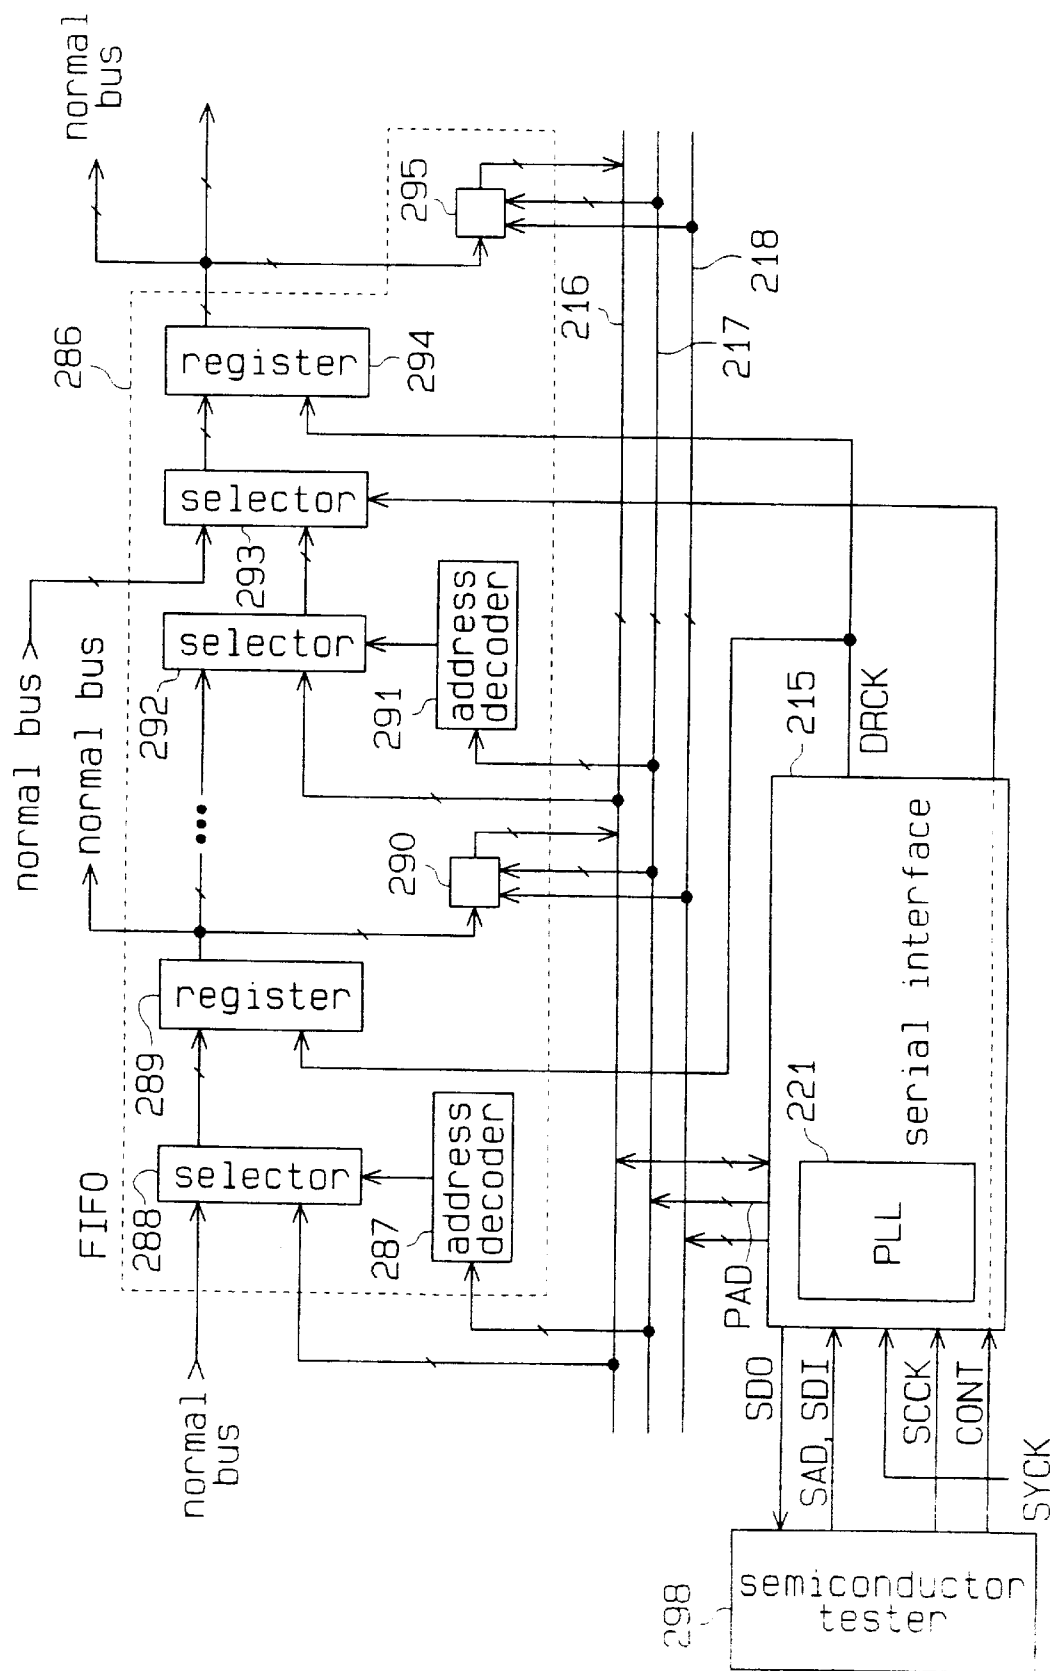 normal
bus
286
normal bus
normal bus
register
294
295
selector
293
216
217
218
selector
292
291
address
decoder
290
register
289
FIFO
288
selector
287
address
decoder
normal
bus
215
DRCK
serial interface
221
PLL
PAD
SDO
SAD, SDI
SCCK
CONT
SYCK
298
semiconductor
tester